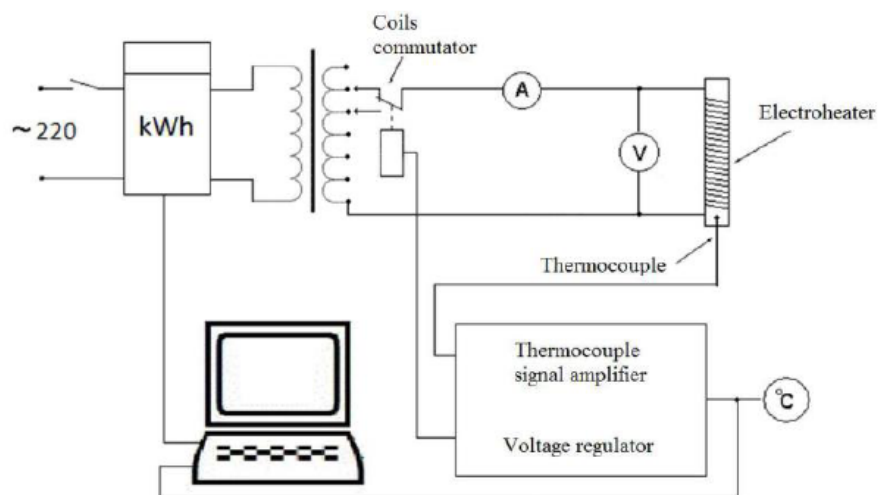 Coils
commutator
~220
kWh
A
V
Electroheater
Thermocouple
Thermocouple
signal amplifier
Voltage regulator
°C